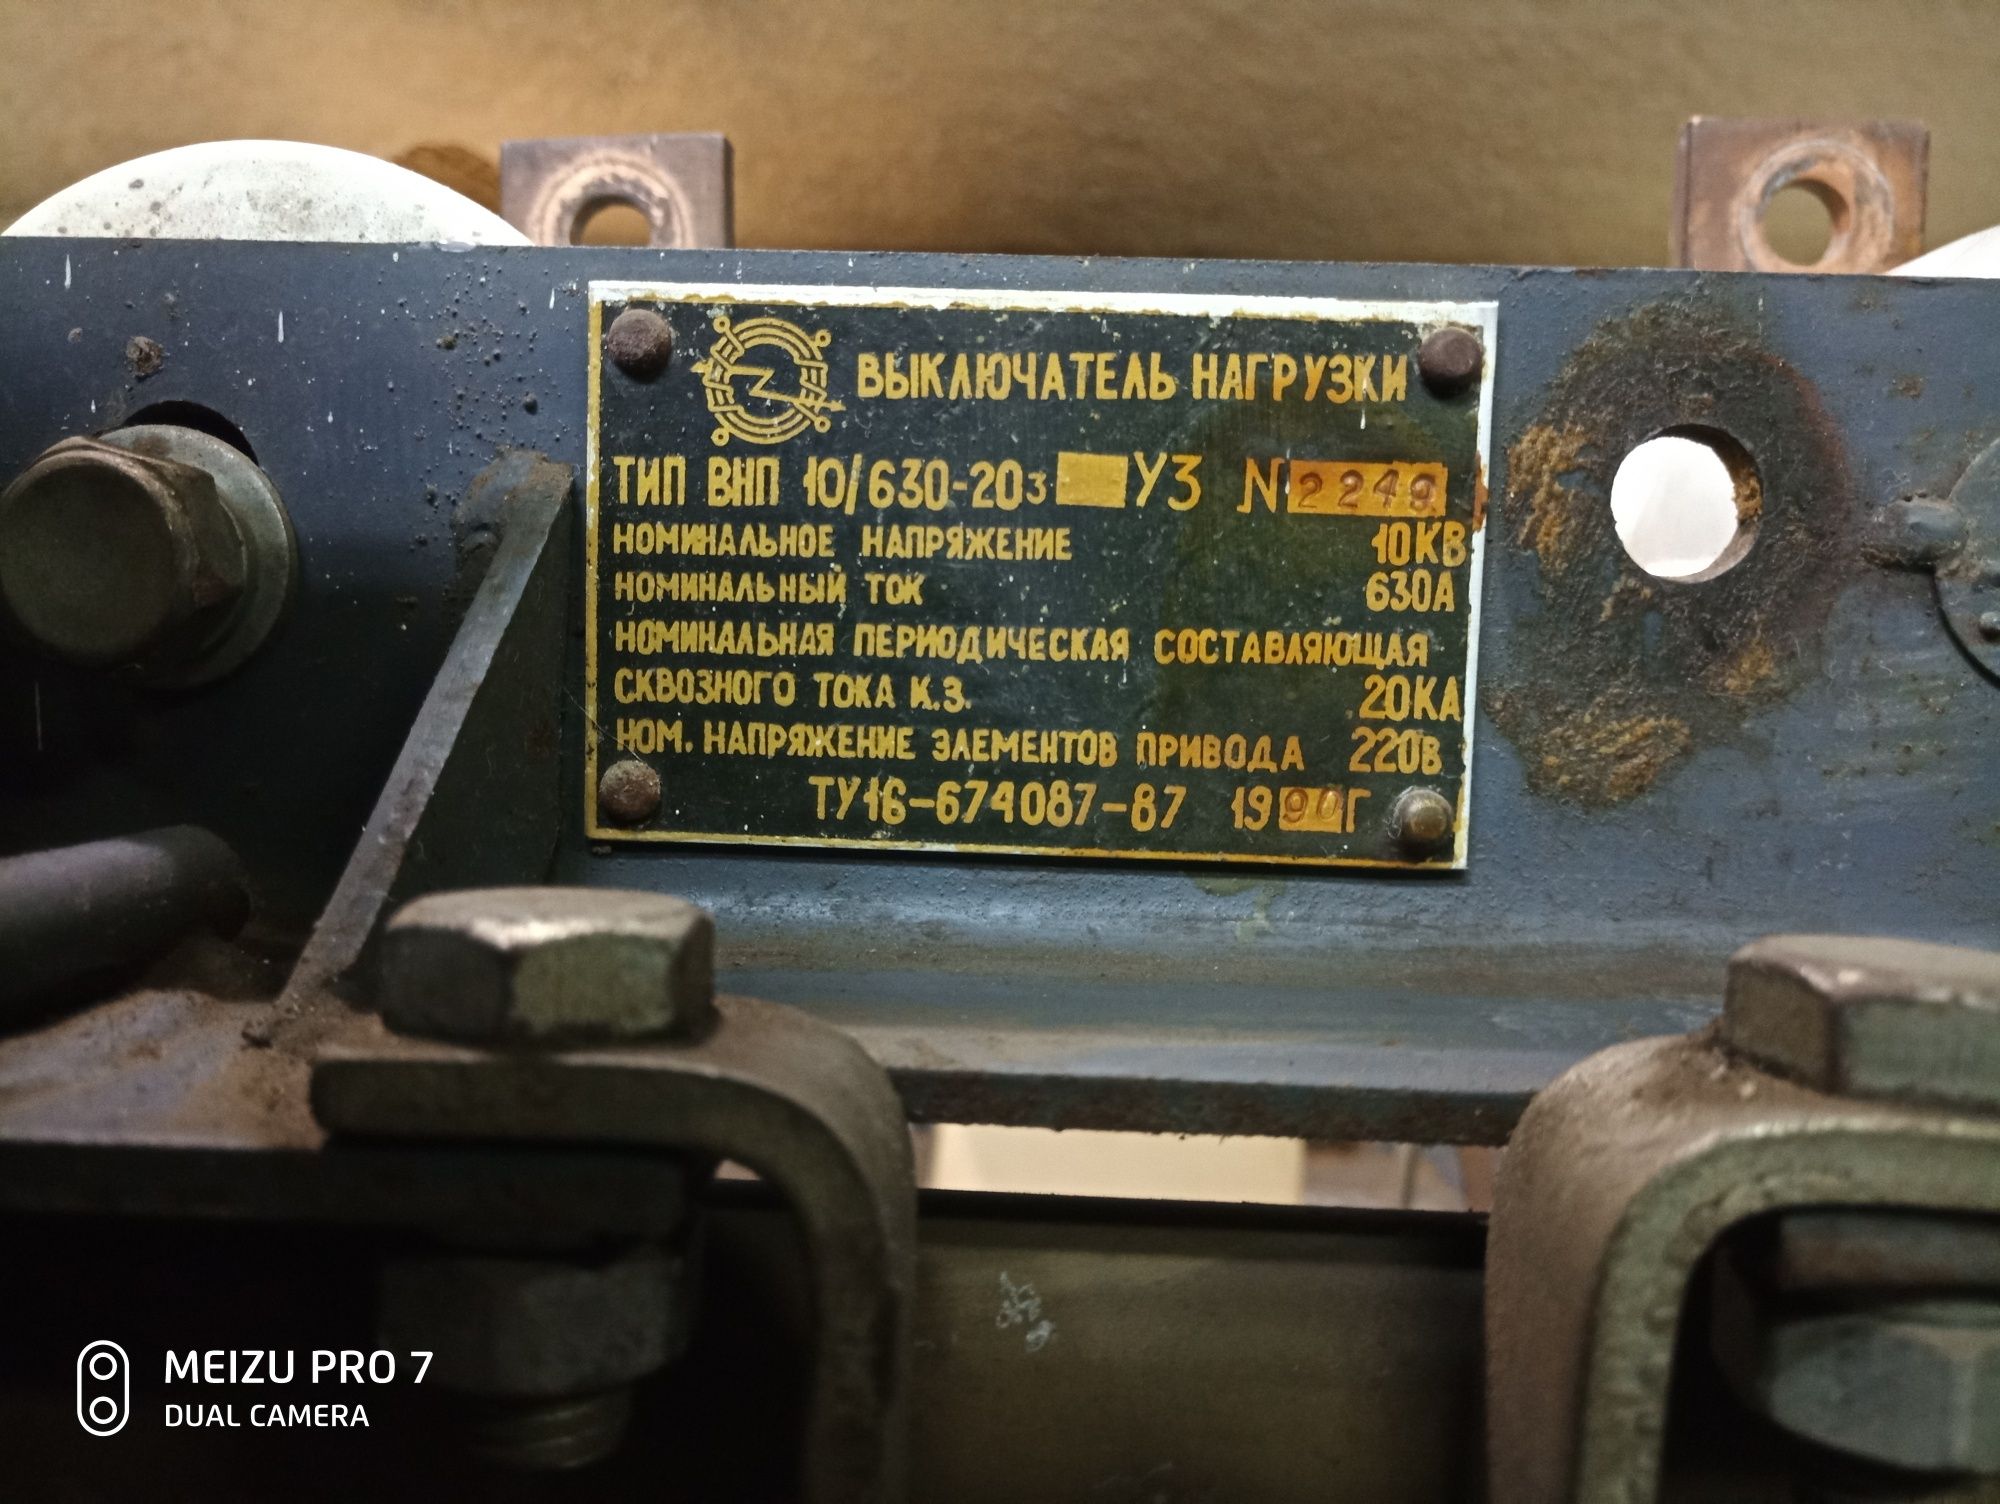 ВЫКЛЮЧАТЕЛЬ НАГРУЗКИ
ТИП ВНП 10/630-20з УЗ N 2249
НОМИНАЛЬНОЕ НАПРЯЖЕНИЕ 10КВ
НОМИНАЛЬНЫЙ ТОК 630А
НОМИНАЛЬНАЯ ПЕРИОДИЧЕСКАЯ СОСТАВЛЯЮЩАЯ
СКВОЗНОГО ТОКА К.З. 20КА
НОМ. НАПРЯЖЕНИЕ ЭЛЕМЕНТОВ ПРИВОДА 220В
ТУ16-674087-87 1990Г
MEIZU PRO 7
DUAL CAMERA